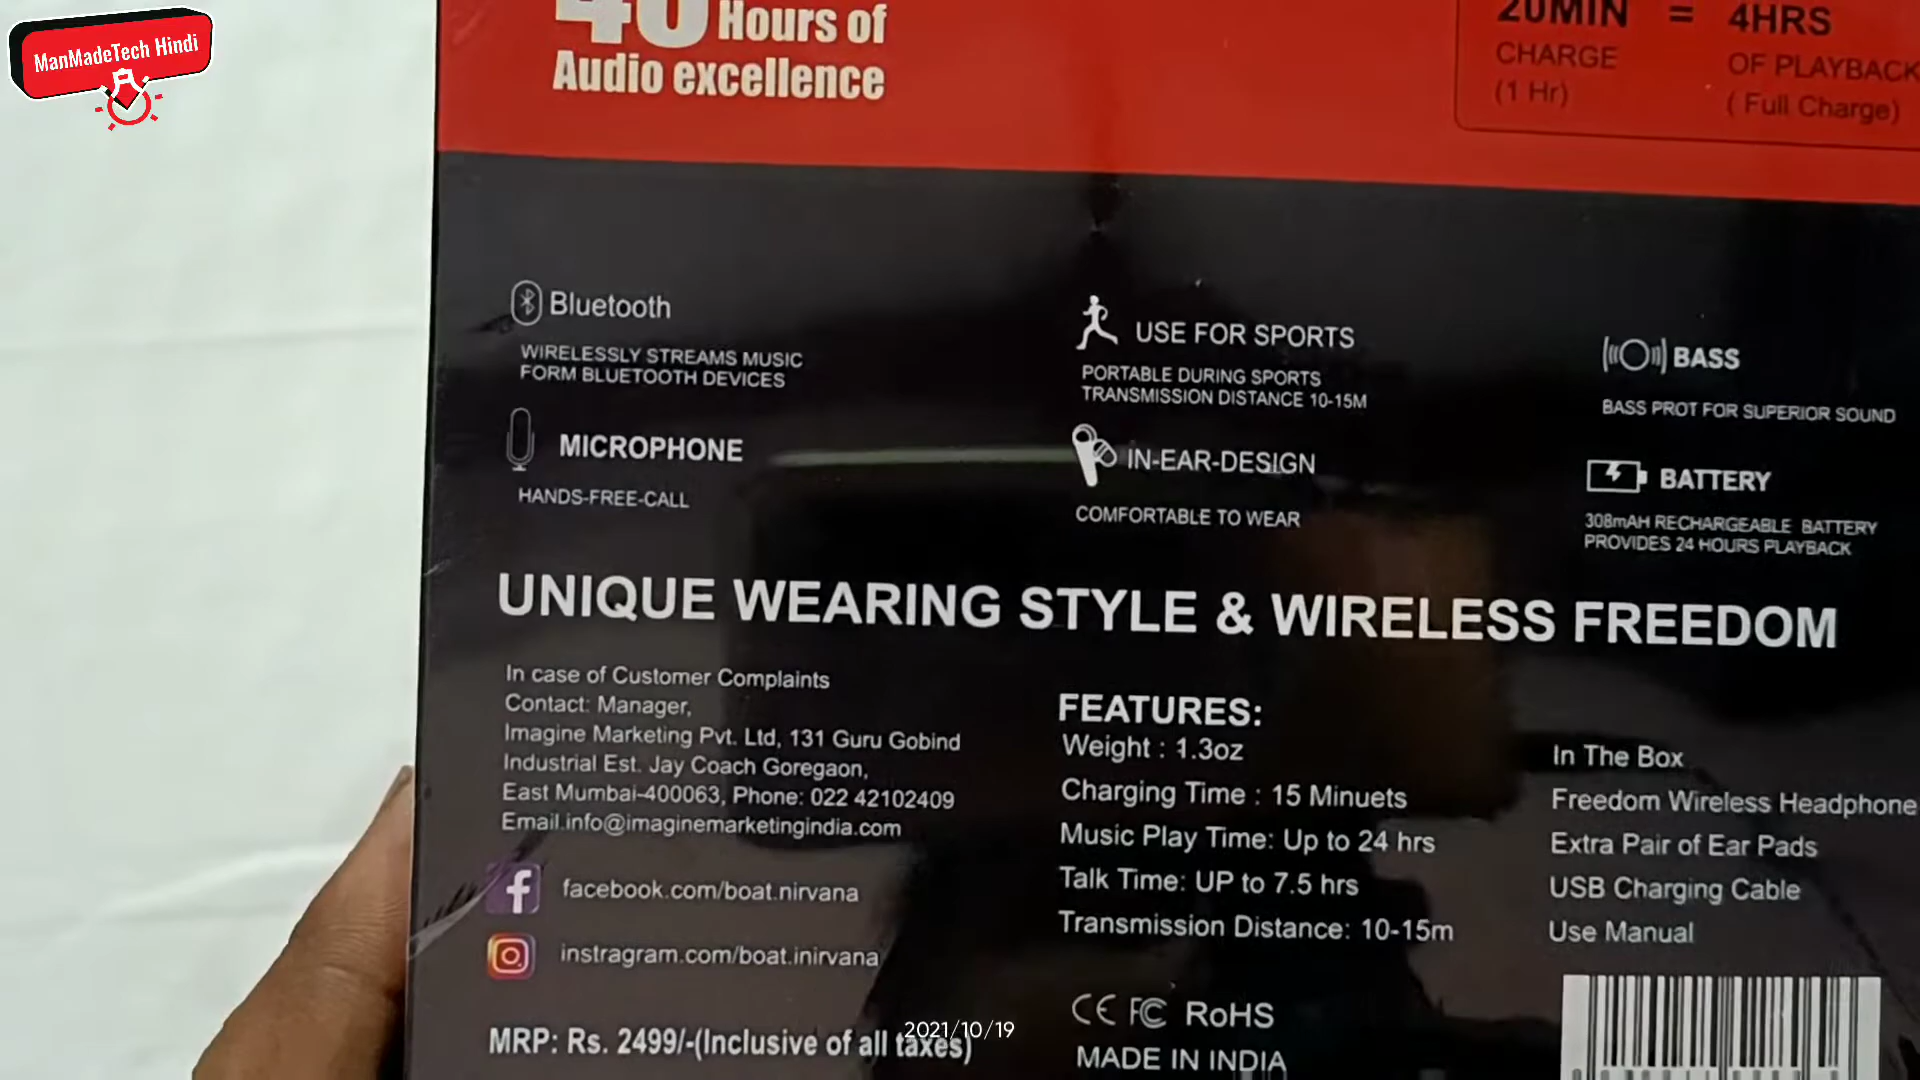 ManMadeTech Hindi
40 Hours of
Audio excellence
20MIN = 4HRS
CHARGE OF PLAYBACK
(1 Hr) ( Full Charge)
Bluetooth
WIRELESSLY STREAMS MUSIC
FORM BLUETOOTH DEVICES
USE FOR SPORTS
PORTABLE DURING SPORTS
TRANSMISSION DISTANCE 10-15M
BASS
BASS PROT FOR SUPERIOR SOUND
MICROPHONE
HANDS-FREE-CALL
IN-EAR-DESIGN
COMFORTABLE TO WEAR
BATTERY
308mAH RECHARGEABLE BATTERY
PROVIDES 24 HOURS PLAYBACK
UNIQUE WEARING STYLE & WIRELESS FREEDOM
In case of Customer Complaints
Contact: Manager,
Imagine Marketing Pvt. Ltd, 131 Guru Gobind
Industrial Est. Jay Coach Goregaon,
East Mumbai-400063, Phone: 022 42102409
Email.info@imaginemarketingindia.com
facebook.com/boat.nirvana
instragram.com/boat.inirvana
MRP: Rs. 2499/-(Inclusive of all taxes)
FEATURES:
Weight : 1.3oz
Charging Time : 15 Minuets
Music Play Time: Up to 24 hrs
Talk Time: UP to 7.5 hrs
Transmission Distance: 10-15m
CE FC RoHS
MADE IN INDIA
In The Box
Freedom Wireless Headphone
Extra Pair of Ear Pads
USB Charging Cable
Use Manual
2021/10/19